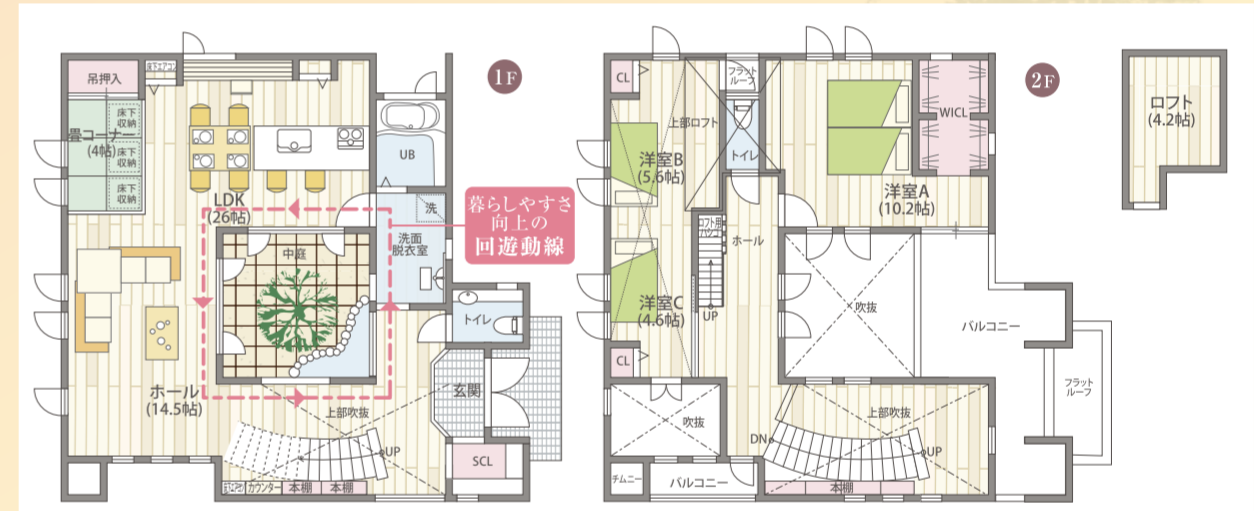 1F
吊押入
床下エアコン
床下
収納
畳コーナー
(4帖)
床下
収納
床下
収納
LDK
(26帖)
UB
洗
洗面
脱衣室
暮らしやすさ
向上の
回遊動線
中庭
トイレ
玄関
ホール
(14.5帖)
上部吹抜
UP
SCL
カウンター
本棚
本棚
2F
CL
フラット
ルーフ
上部ロフト
トイレ
WICL
洋室B
(5.6帖)
洋室A
(10.2帖)
ロフト用
ハシゴ
ホール
UP
洋室C
(4.6帖)
CL
吹抜
バルコニー
フラット
ルーフ
吹抜
上部吹抜
DN
UP
チムニー
バルコニー
本棚
ロフト
(4.2帖)